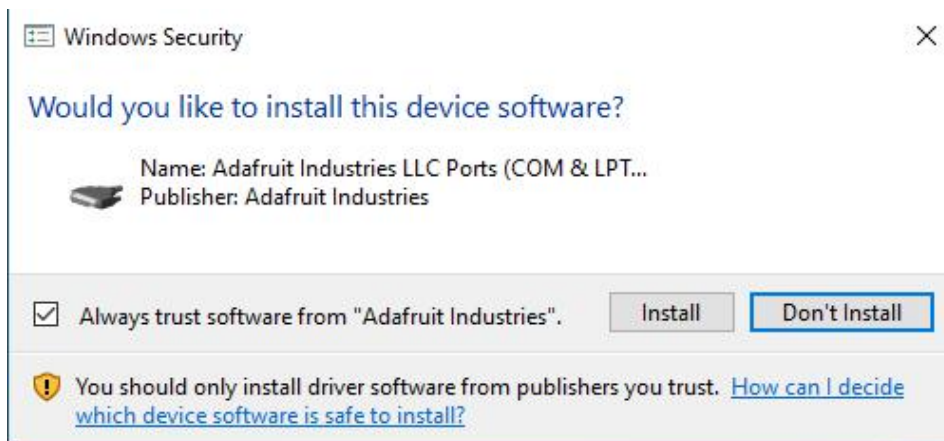 Windows Security
Would you like to install this device software?
Name: Adafruit Industries LLC Ports (COM & LPT...
Publisher: Adafruit Industries
Always trust software from "Adafruit Industries".
Install
Don't Install
You should only install driver software from publishers you trust. How can I decide
which device software is safe to install?